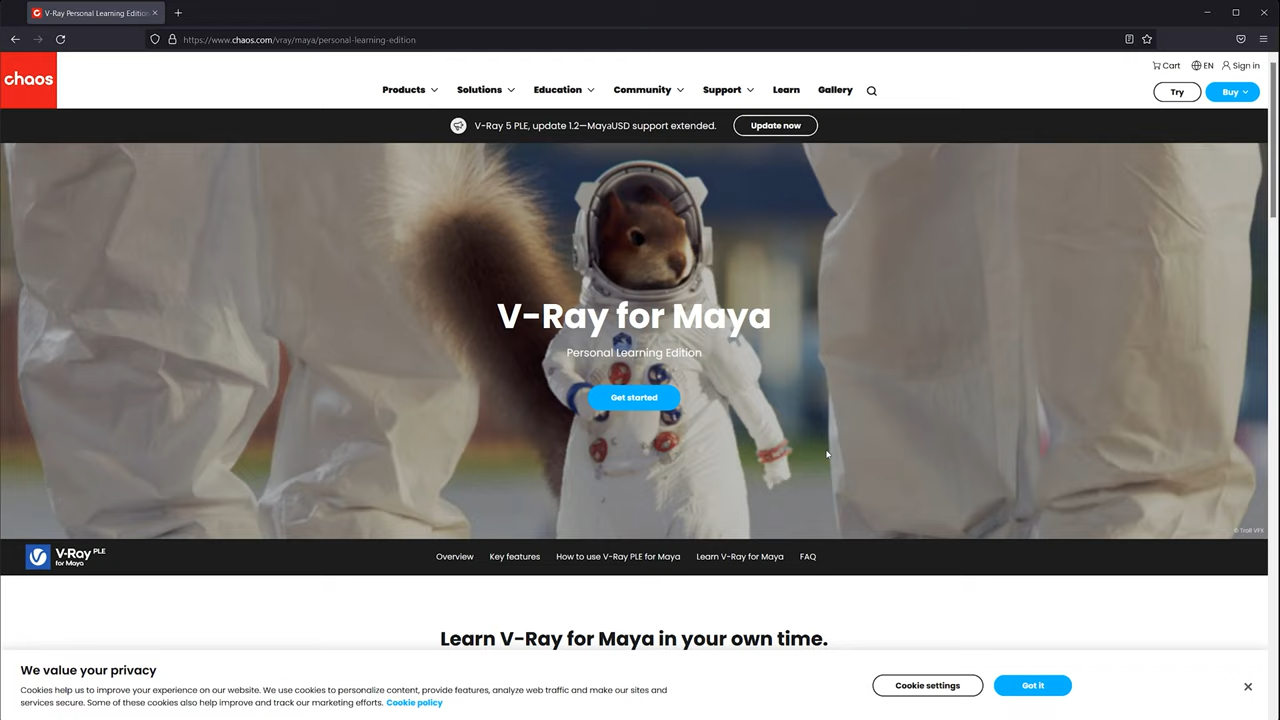 V-Ray Personal Learning Edition
https://www.chaos.com/vray/maya/personal-learning-edition
chaos
Cart EN Sign in
Products Solutions Education Community Support Learn Gallery
Try Buy
V-Ray 5 PLE, update 1.2—MayaUSD support extended. Update now
V-Ray for Maya
Personal Learning Edition
Get started
© Troll VFX
V-Ray PLE
for Maya
Overview Key features How to use V-Ray PLE for Maya Learn V-Ray for Maya FAQ
Learn V-Ray for Maya in your own time.
We value your privacy
Cookies help us to improve your experience on our website. We use cookies to personalize content, provide features, analyze web traffic and make our sites and
services secure. Some of these cookies also help improve and track our marketing efforts. Cookie policy
Cookie settings Got it